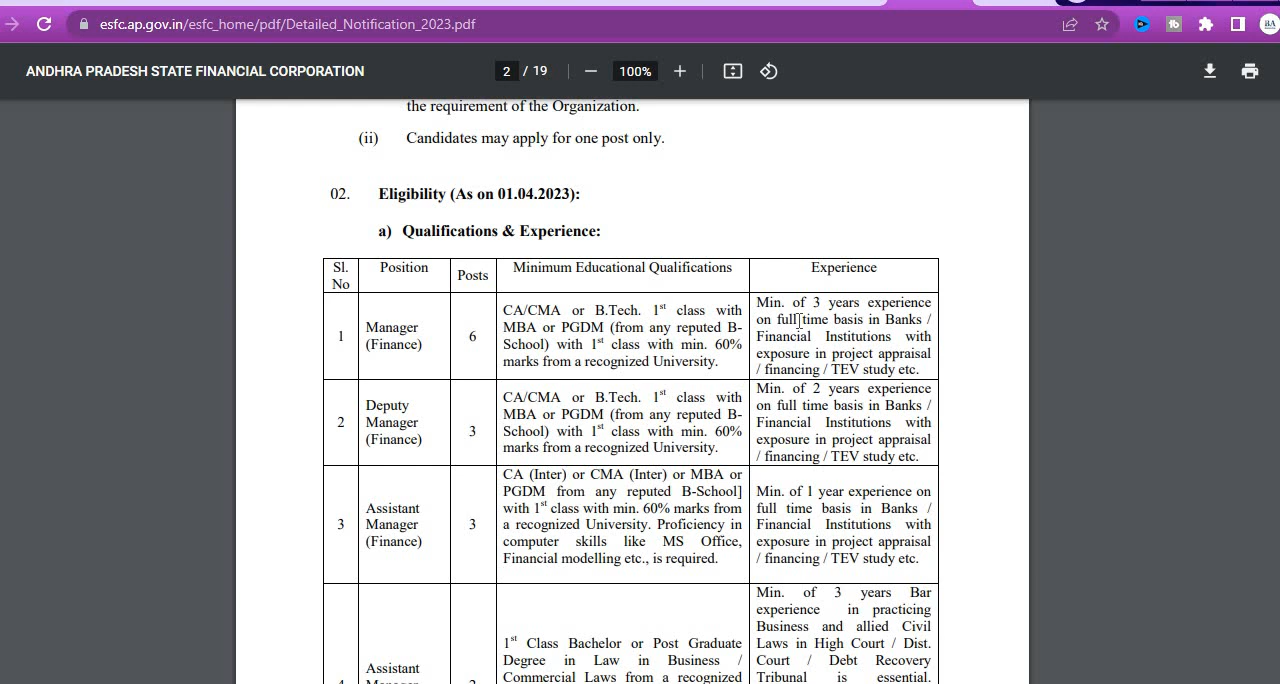 esfc.ap.gov.in/esfc_home/pdf/Detailed_Notification_2023.pdf
BA
ANDHRA PRADESH STATE FINANCIAL CORPORATION
2 / 19
100%
the requirement of the Organization.
(ii) Candidates may apply for one post only.
02. Eligibility (As on 01.04.2023):
a) Qualifications & Experience:
Sl. No
Position
Posts
Minimum Educational Qualifications
Experience
1
Manager
(Finance)
6
CA/CMA or B.Tech. 1st class with
MBA or PGDM (from any reputed B-
School) with 1st class with min. 60%
marks from a recognized University.
Min. of 3 years experience
on full time basis in Banks /
Financial Institutions with
exposure in project appraisal
/ financing / TEV study etc.
2
Deputy
Manager
(Finance)
3
CA/CMA or B.Tech. 1st class with
MBA or PGDM (from any reputed B-
School) with 1st class with min. 60%
marks from a recognized University.
Min. of 2 years experience
on full time basis in Banks /
Financial Institutions with
exposure in project appraisal
/ financing / TEV study etc.
3
Assistant
Manager
(Finance)
3
CA (Inter) or CMA (Inter) or MBA or
PGDM from any reputed B-School]
with 1st class with min. 60% marks from
a recognized University. Proficiency in
computer skills like MS Office,
Financial modelling etc., is required.
Min. of 1 year experience on
full time basis in Banks /
Financial Institutions with
exposure in project appraisal
/ financing / TEV study etc.
Assistant
1st Class Bachelor or Post Graduate
Degree in Law in Business /
Commercial Laws from a recognized
Min. of 3 years Bar
experience in practicing
Business and allied Civil
Laws in High Court / Dist.
Court / Debt Recovery
Tribunal is essential.